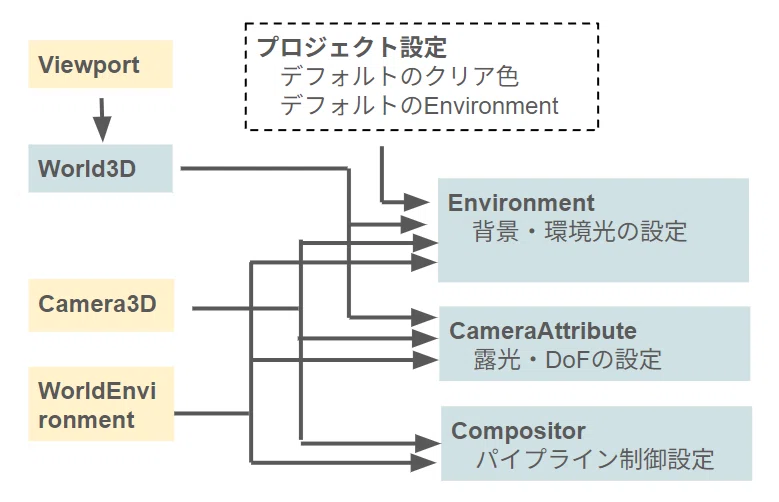 Viewport
プロジェクト設定
デフォルトのクリア色
デフォルトのEnvironment
World3D
Environment
背景・環境光の設定
Camera3D
CameraAttribute
露光・DoFの設定
WorldEnvi
ronment
Compositor
パイプライン制御設定